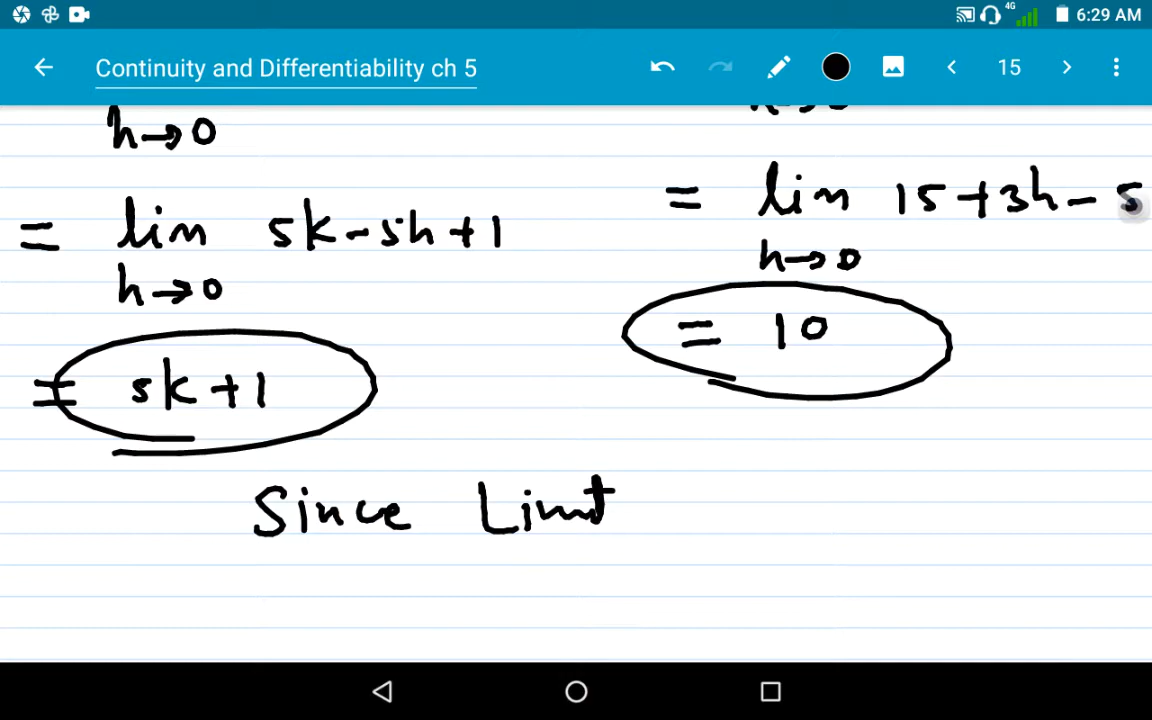 4G 6:29 AM
Continuity and Differentiability ch 5 15
h→0
= lim 5k-5h+1
h→0
= 5k+1
= lim 15+3h-5
h→0
= 10
Since Limit